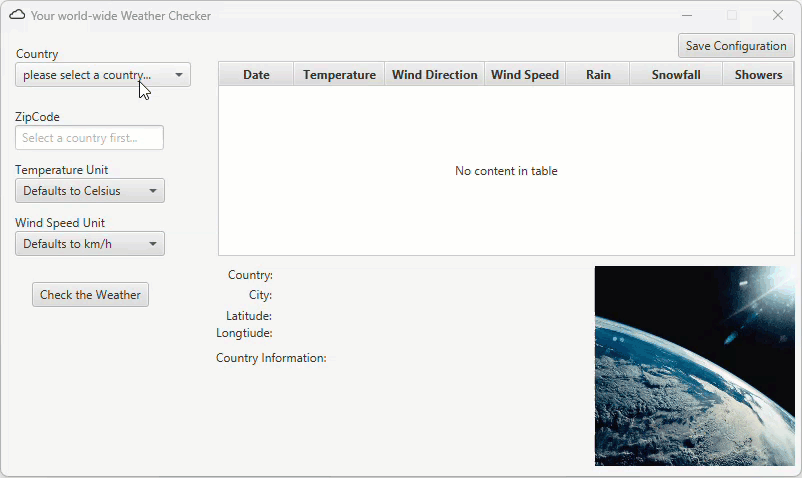 Your world-wide Weather Checker
Save Configuration
Country
please select a country...
Date Temperature Wind Direction Wind Speed Rain Snowfall Showers
No content in table
ZipCode
Select a country first...
Temperature Unit
Defaults to Celsius
Wind Speed Unit
Defaults to km/h
Check the Weather
Country:
City:
Latitude:
Longtiude:
Country Information: